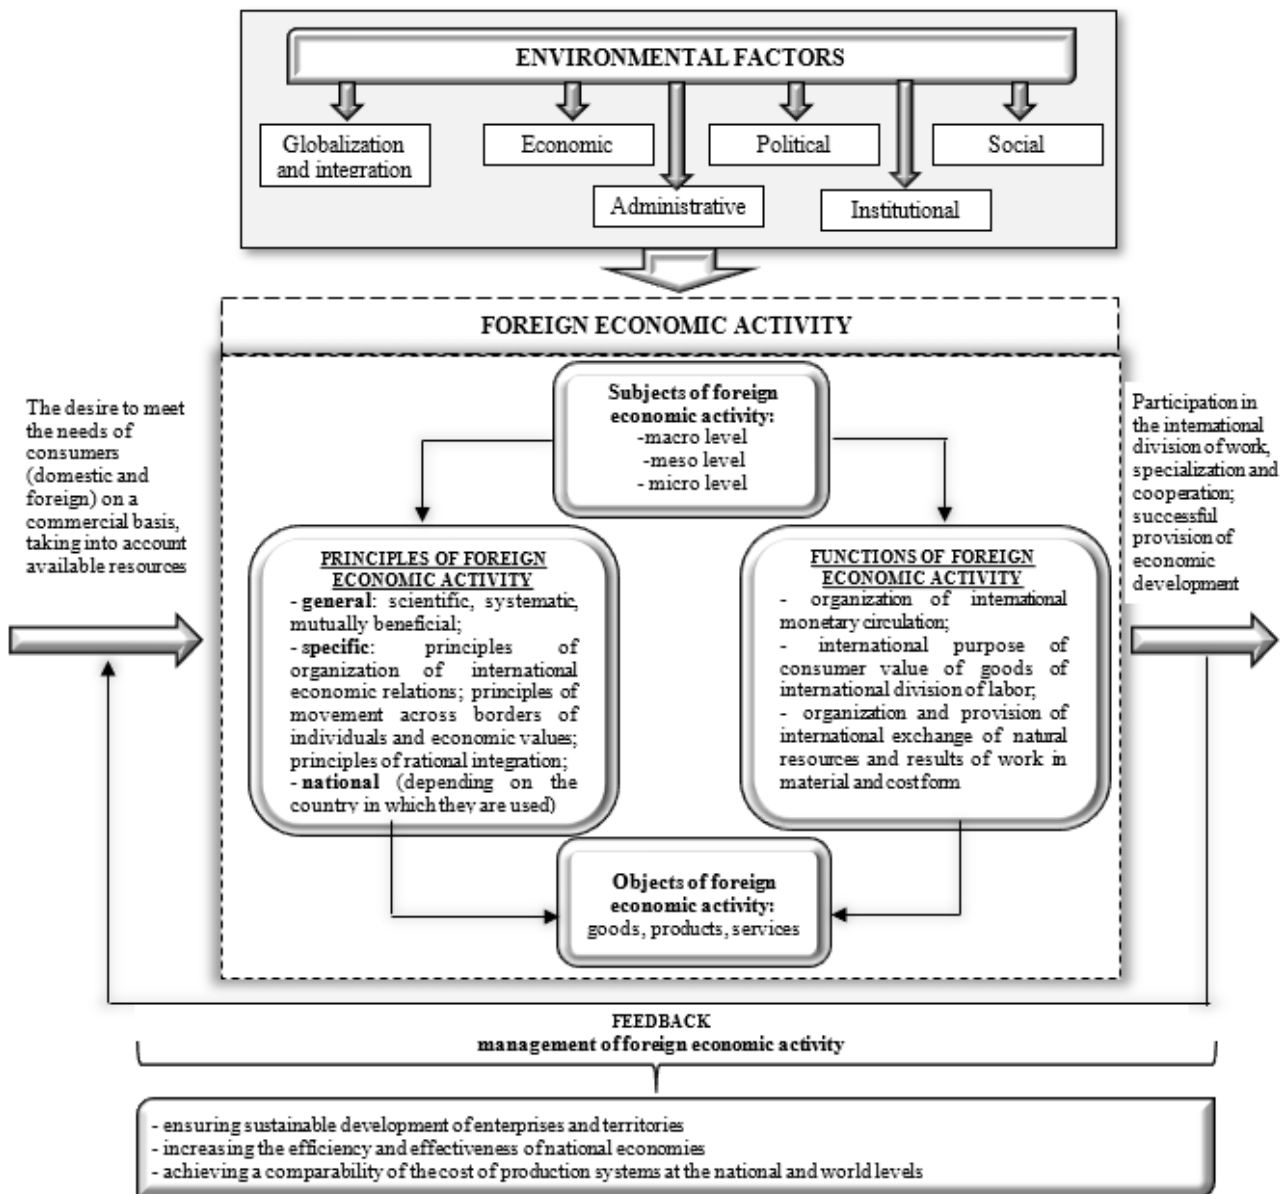 ENVIRONMENTAL FACTORS
Globalization
and integration
Economic
Political
Social
Administrative
Institutional
FOREIGN ECONOMIC ACTIVITY
The desire to meet
the needs of
consumers
(domestic and
foreign) on a
commercial basis,
taking into account
available resources
Subjects of foreign
economic activity:
-macro level
-meso level
- micro level
PRINCIPLES OF FOREIGN
ECONOMIC ACTIVITY
- general: scientific, systematic,
mutually beneficial;
- specific: principles of
organization of international
economic relations; principles of
movement across borders of
individuals and economic values;
principles of rational integration;
- national (depending on the
country in which they are used)
FUNCTIONS OF FOREIGN
ECONOMIC ACTIVITY
- organization of international
monetary circulation;
- international purpose of
consumer value of goods of
international division of labor;
- organization and provision of
international exchange of natural
resources and results of work in
material and cost form
Objects of foreign
economic activity:
goods, products, services
Participation in
the international
division of work,
specialization and
cooperation;
successful
provision of
economic
development
FEEDBACK
management of foreign economic activity
- ensuring sustainable development of enterprises and territories
- increasing the efficiency and effectiveness of national economies
- achieving a comparability of the cost of production systems at the national and world levels